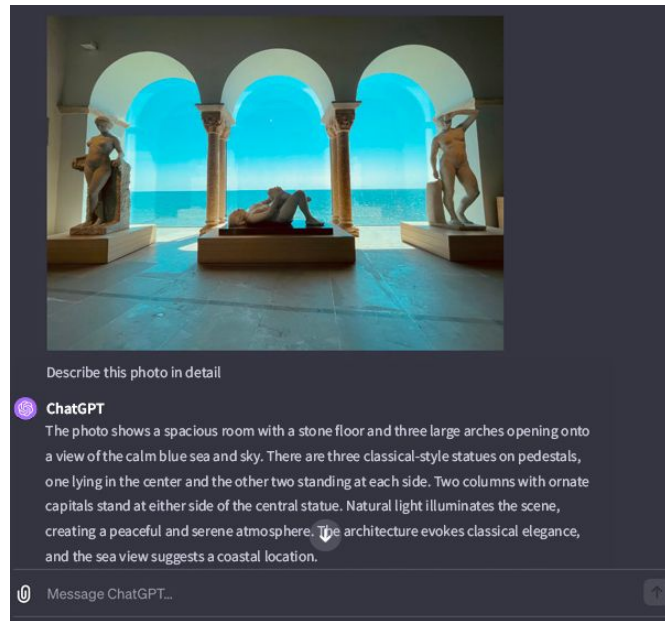 Describe this photo in detail
ChatGPT
The photo shows a spacious room with a stone floor and three large arches opening onto
a view of the calm blue sea and sky. There are three classical-style statues on pedestals,
one lying in the center and the other two standing at each side. Two columns with ornate
capitals stand at either side of the central statue. Natural light illuminates the scene,
creating a peaceful and serene atmosphere. The architecture evokes classical elegance,
and the sea view suggests a coastal location.
Message ChatGPT...